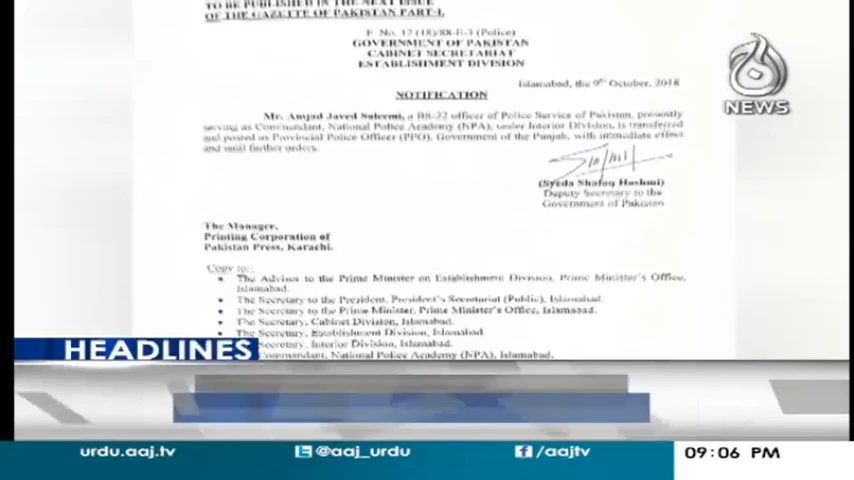 TO BE PUBLISHED IN THE NEXT ISSUE
OF THE GAZETTE OF PAKISTAN PART-I.
F. No. 12 (18)/88-E-3 (Police)
GOVERNMENT OF PAKISTAN
CABINET SECRETARIAT
ESTABLISHMENT DIVISION
Islamabad, the 9th October, 2018
NOTIFICATION
Mr. Amjad Javed Saleemi, a BS-22 officer of Police Service of Pakistan, presently
serving as Commandant, National Police Academy (NPA), under Interior Division, is transferred
and posted as Provincial Police Officer (PPO), Government of the Punjab, with immediate effect
and until further orders.
(Syeda Shafaq Hashmi)
Deputy Secretary to the
Government of Pakistan
The Manager,
Printing Corporation of
Pakistan Press, Karachi.
Copy to:-
• The Advisor to the Prime Minister on Establishment Division, Prime Minister's Office,
Islamabad.
• The Secretary to the President, President's Secretariat (Public), Islamabad.
• The Secretary to the Prime Minister, Prime Minister's Office, Islamabad.
• The Secretary, Cabinet Division, Islamabad.
• The Secretary, Establishment Division, Islamabad.
Secretary, Interior Division, Islamabad.
Commandant, National Police Academy (NPA), Islamabad.
NEWS
HEADLINES
urdu.aaj.tv
@aaj_urdu
/aajtv
09:06 PM